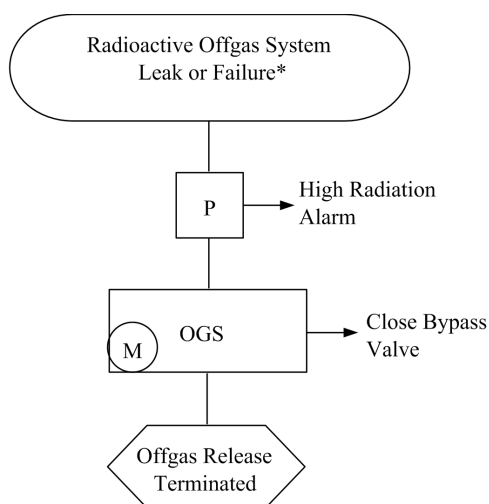 Radioactive Offgas System
Leak or Failure*
P
High Radiation
Alarm
OGS
M
Close Bypass
Valve
Offgas Release
Terminated